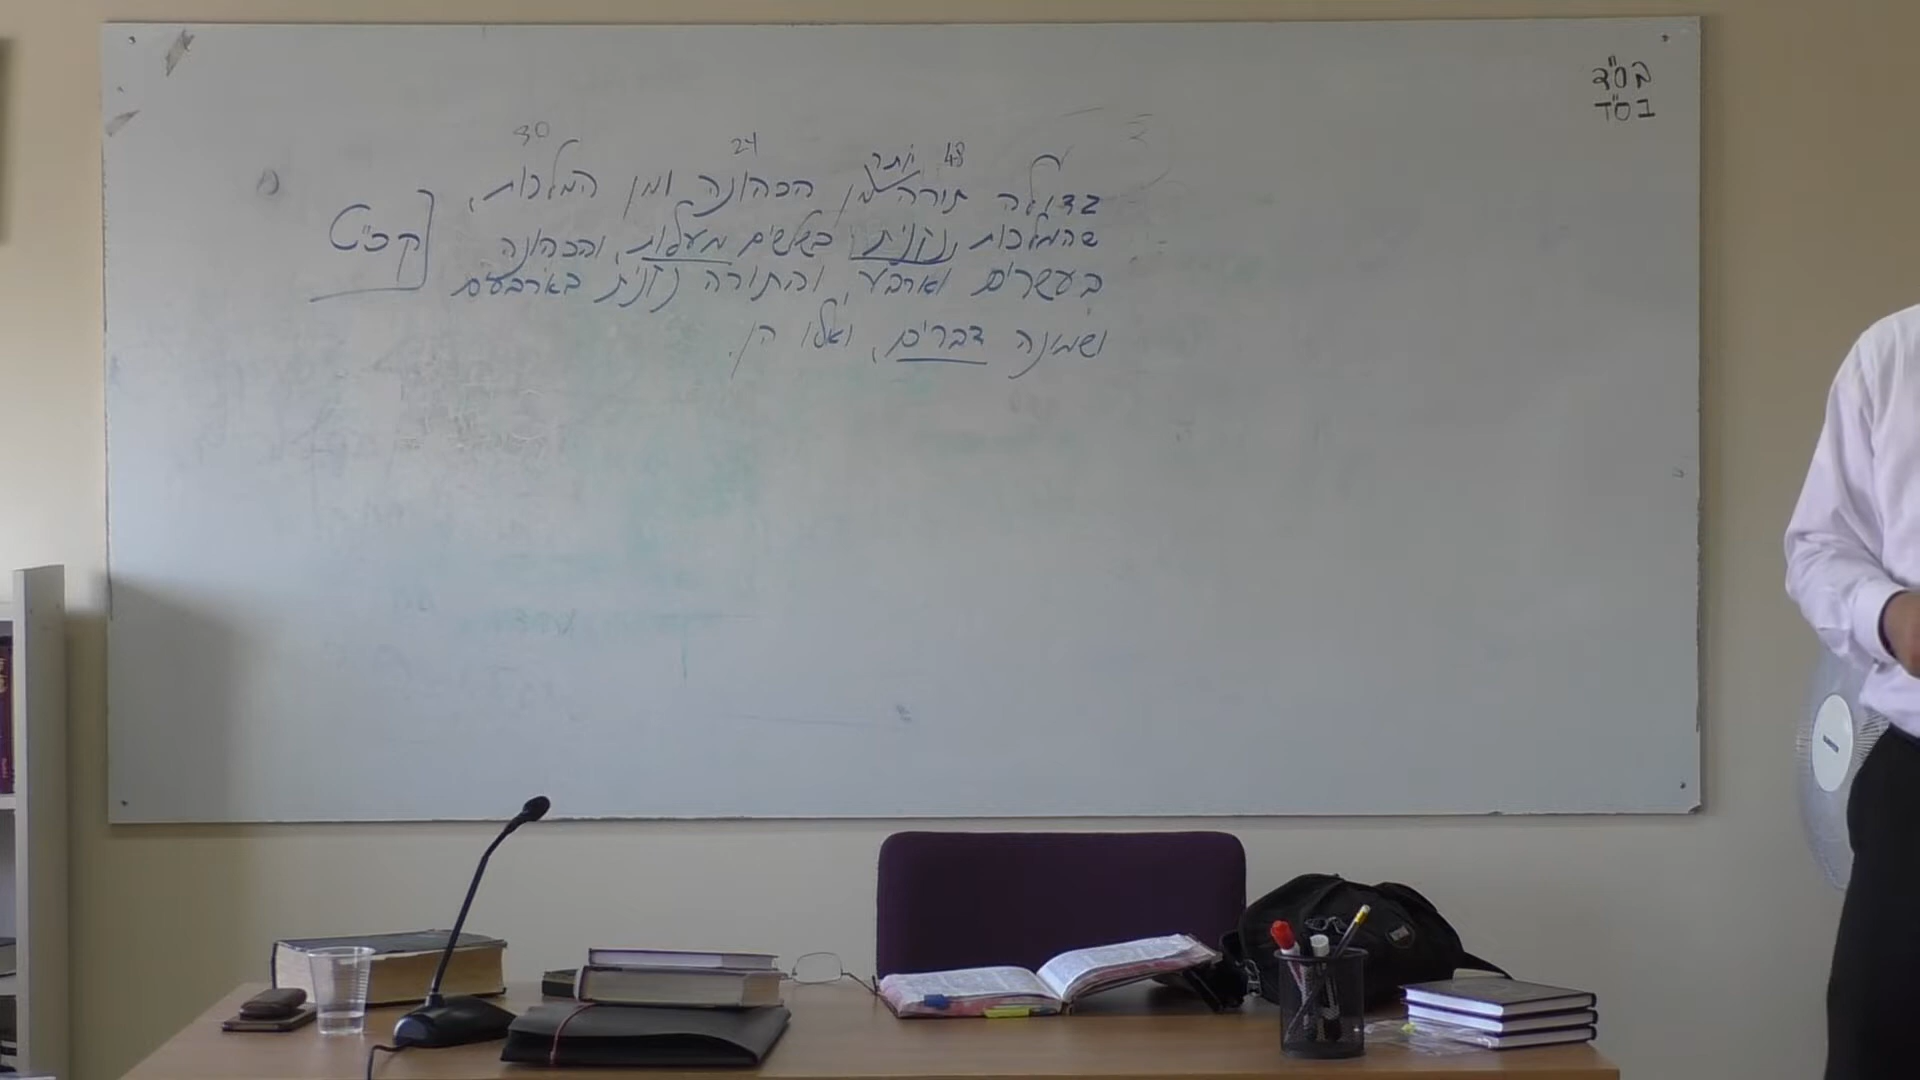 בס"ד
בס"ד
30 24 48
יותר
גדולה תורה מן הכהונה ומן המלכות,
שהמלכות נקנית בשלשים מעלות, והכהונה
בעשרים וארבע, והתורה נקנית בארבעים
ושמונה דברים, ואלו הן.